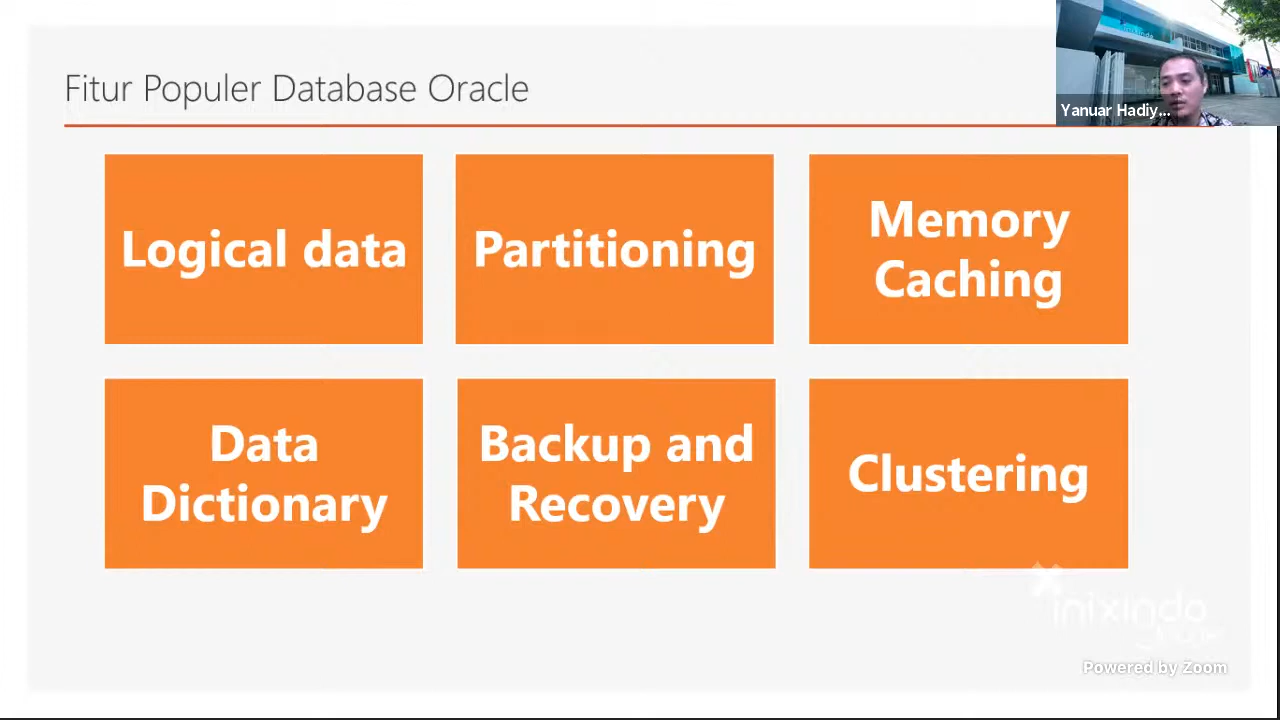 Fitur Populer Database Oracle
Yanuar Hadiy...
Logical data
Partitioning
Memory
Caching
Data
Dictionary
Backup and
Recovery
Clustering
inixindo
Powered by Zoom